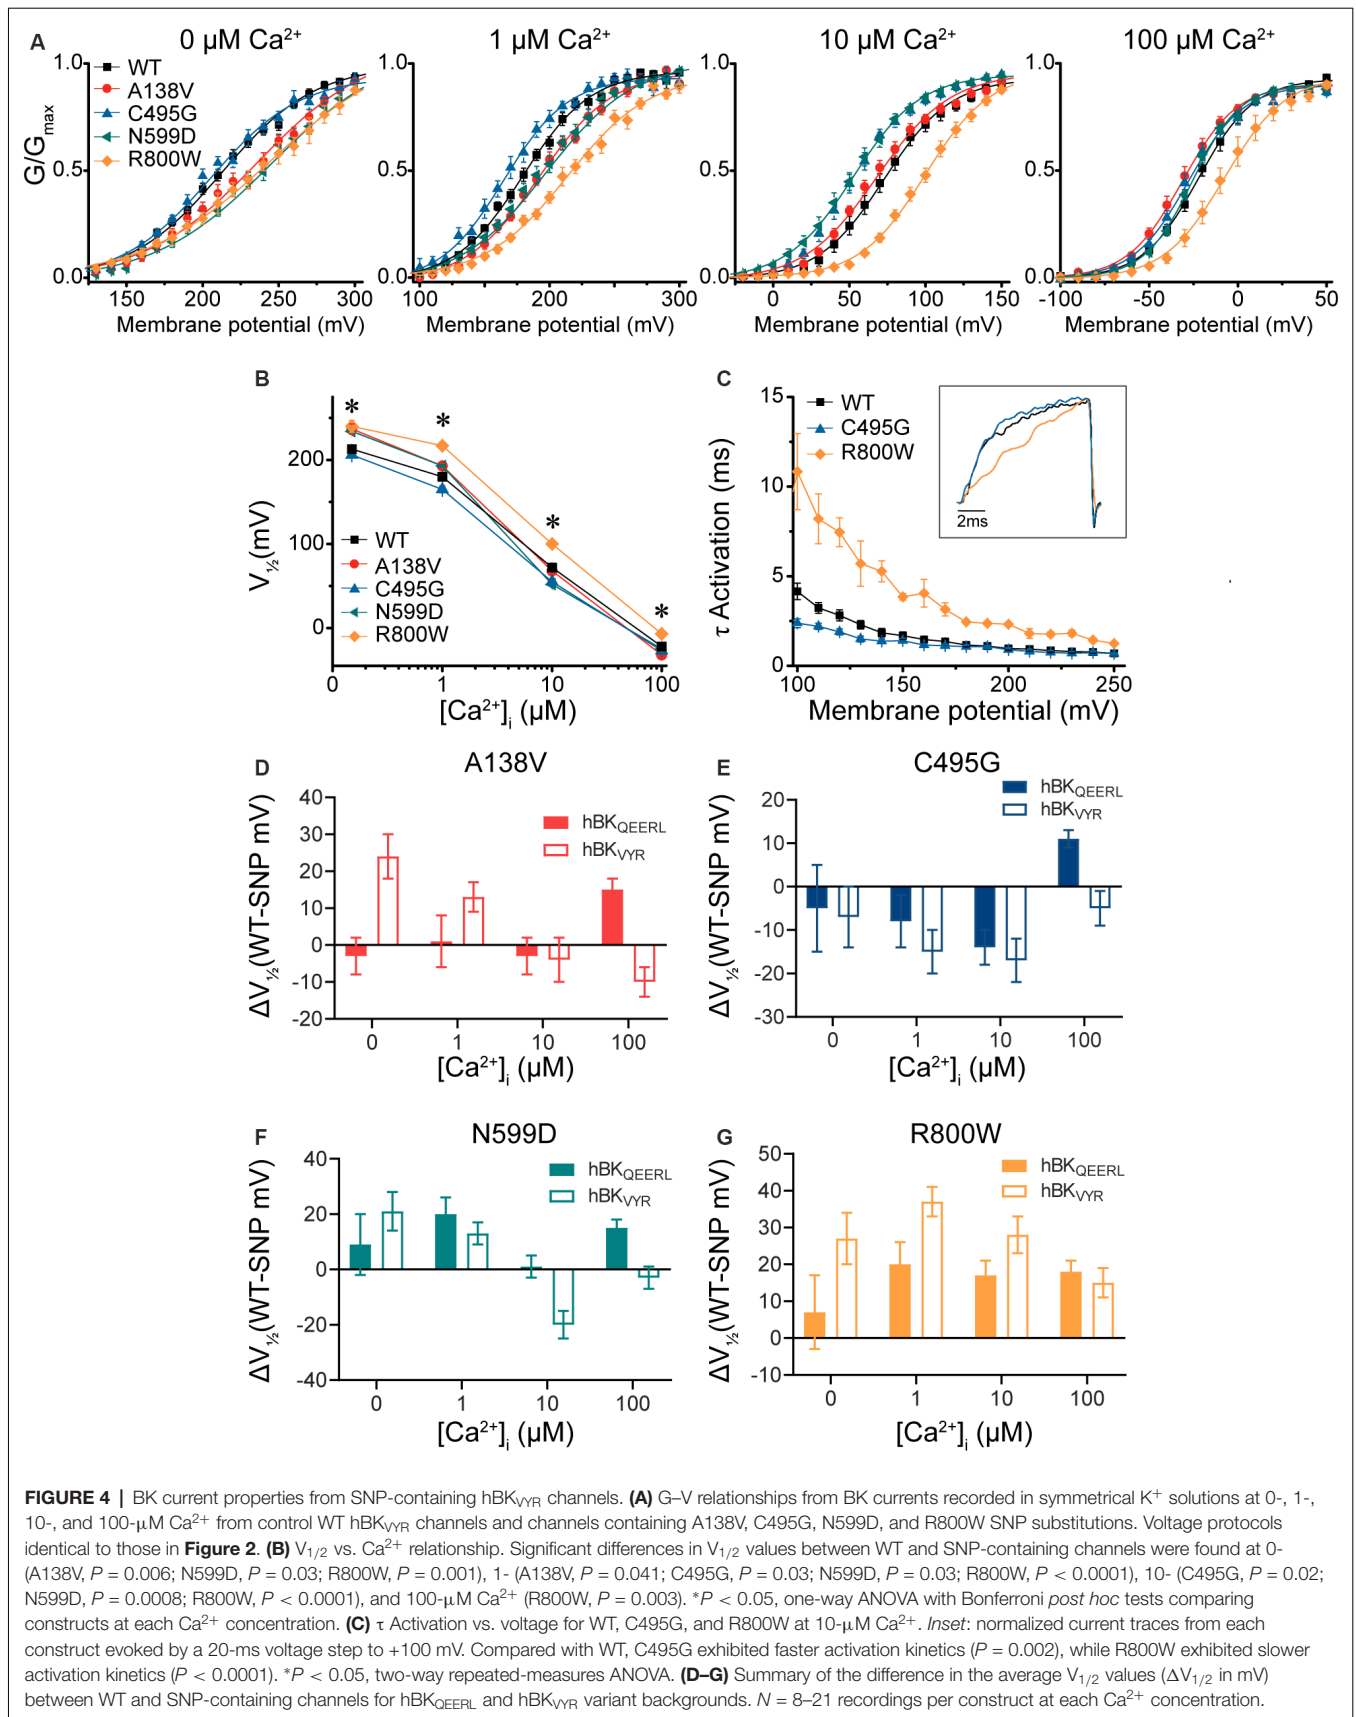 A
0 µM Ca²⁺
1 µM Ca²⁺
10 µM Ca²⁺
100 µM Ca²⁺
G/Gmax
1.0
0.5
0.0
WT
A138V
C495G
N599D
R800W
150 200 250 300
Membrane potential (mV)
1.0
0.5
0.0
100 200 300
Membrane potential (mV)
1.0
0.5
0.0
0 50 100 150
Membrane potential (mV)
1.0
0.5
0.0
-100 -50 0 50
Membrane potential (mV)
B
V½(mV)
200
100
0
* * * *
WT
A138V
C495G
N599D
R800W
0 1 10 100
[Ca²⁺]i (µM)
C
τ Activation (ms)
15
10
5
0
WT
C495G
R800W
2ms
100 150 200 250
Membrane potential (mV)
D
A138V
ΔV½(WT-SNP mV)
40
30
20
10
0
-10
-20
hBKQEERL
hBKVYR
0 1 10 100
[Ca²⁺]i (µM)
E
C495G
ΔV½(WT-SNP mV)
20
10
0
-10
-20
-30
hBKQEERL
hBKVYR
0 1 10 100
[Ca²⁺]i (µM)
F
N599D
ΔV½(WT-SNP mV)
40
20
0
-20
-40
hBKQEERL
hBKVYR
0 1 10 100
[Ca²⁺]i (µM)
G
R800W
ΔV½(WT-SNP mV)
50
40
30
20
10
0
-10
hBKQEERL
hBKVYR
0 1 10 100
[Ca²⁺]i (µM)
FIGURE 4 | BK current properties from SNP-containing hBKVYR channels. (A) G–V relationships from BK currents recorded in symmetrical K⁺ solutions at 0-, 1-,
10-, and 100-µM Ca²⁺ from control WT hBKVYR channels and channels containing A138V, C495G, N599D, and R800W SNP substitutions. Voltage protocols
identical to those in Figure 2. (B) V1/2 vs. Ca²⁺ relationship. Significant differences in V1/2 values between WT and SNP-containing channels were found at 0-
(A138V, P = 0.006; N599D, P = 0.03; R800W, P = 0.001), 1- (A138V, P = 0.041; C495G, P = 0.03; N599D, P = 0.03; R800W, P < 0.0001), 10- (C495G, P = 0.02;
N599D, P = 0.0008; R800W, P < 0.0001), and 100-µM Ca²⁺ (R800W, P = 0.003). *P < 0.05, one-way ANOVA with Bonferroni post hoc tests comparing
constructs at each Ca²⁺ concentration. (C) τ Activation vs. voltage for WT, C495G, and R800W at 10-µM Ca²⁺. Inset: normalized current traces from each
construct evoked by a 20-ms voltage step to +100 mV. Compared with WT, C495G exhibited faster activation kinetics (P = 0.002), while R800W exhibited slower
activation kinetics (P < 0.0001). *P < 0.05, two-way repeated-measures ANOVA. (D–G) Summary of the difference in the average V1/2 values (ΔV1/2 in mV)
between WT and SNP-containing channels for hBKQEERL and hBKVYR variant backgrounds. N = 8–21 recordings per construct at each Ca²⁺ concentration.